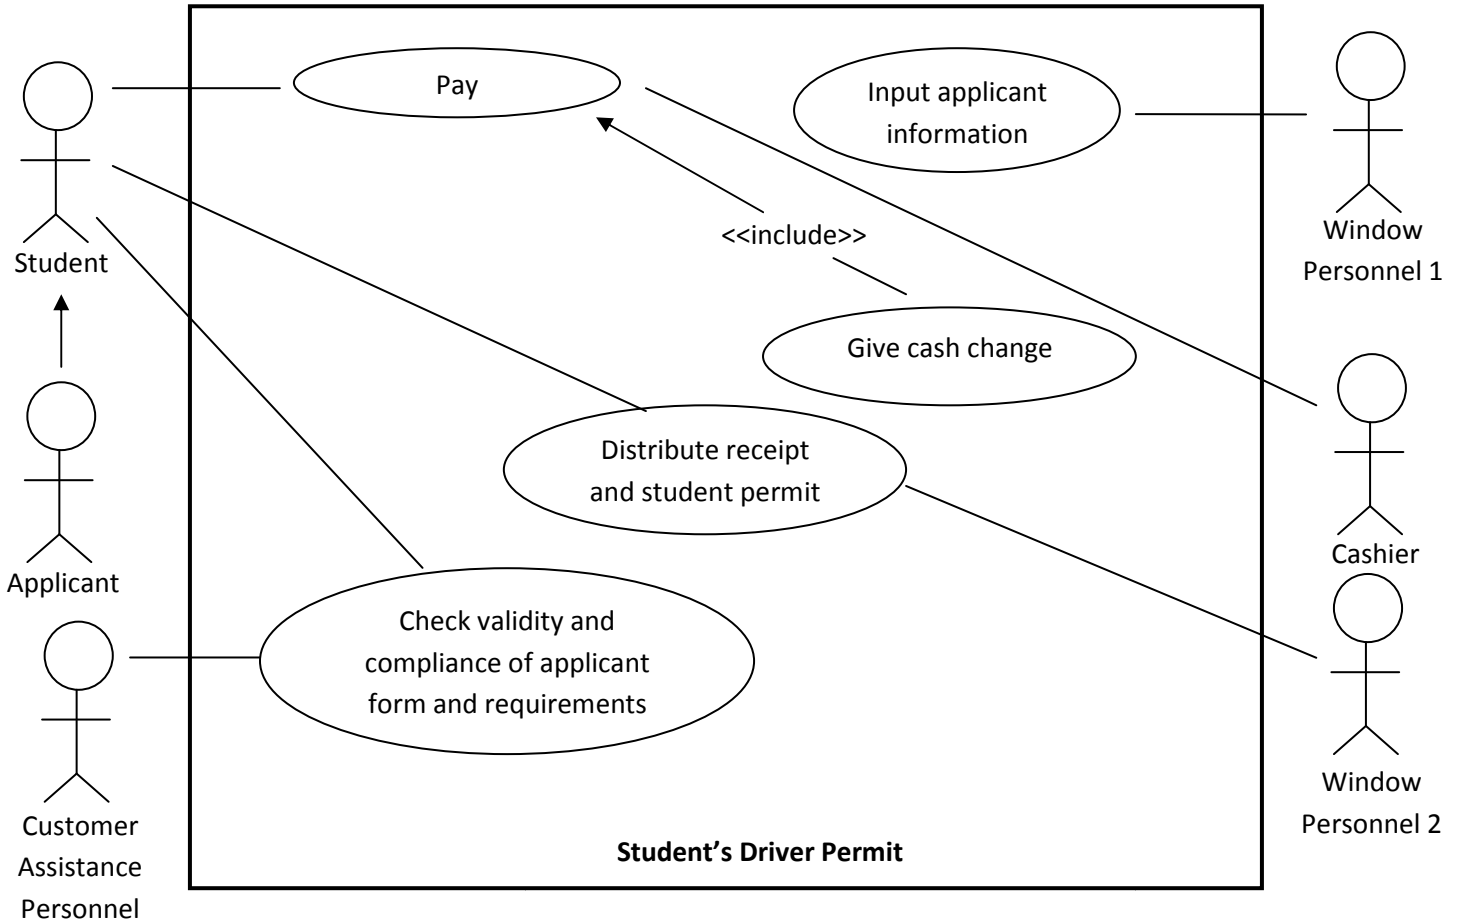 Pay
Input applicant
information
Window
Personnel 1
<<include>>
Student
Give cash change
Distribute receipt
and student permit
Cashier
Applicant
Check validity and
compliance of applicant
form and requirements
Window
Personnel 2
Customer
Assistance
Personnel
Student’s Driver Permit